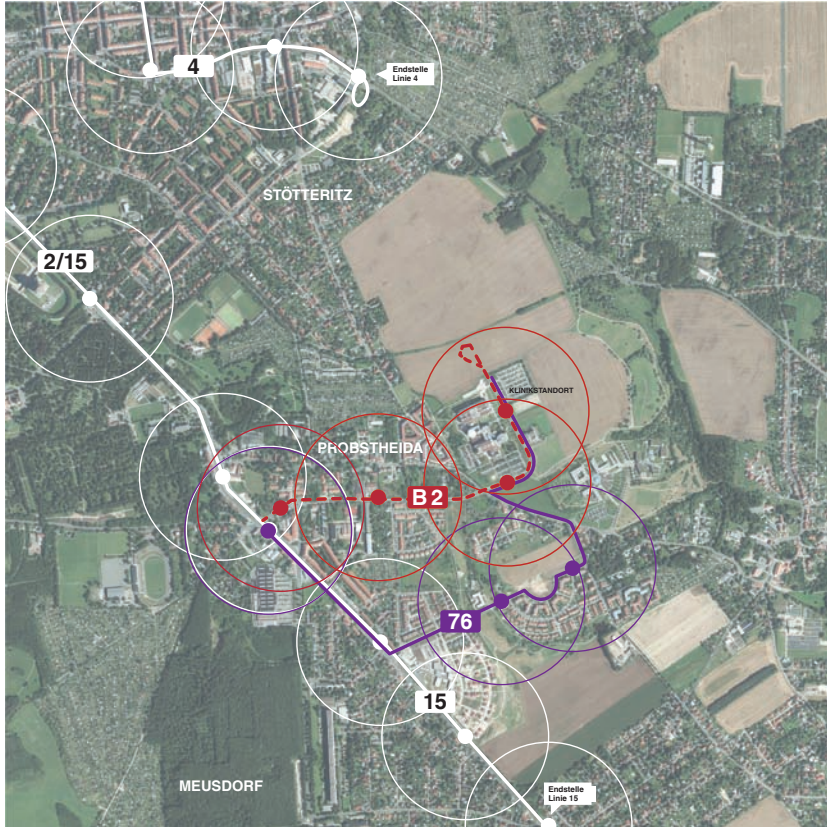 4
Endstelle
Linie 4
STÖTTERITZ
2/15
KLINIKSTANDORT
PROBSTHEIDA
B 2
76
15
MEUSDORF
Endstelle
Linie 15